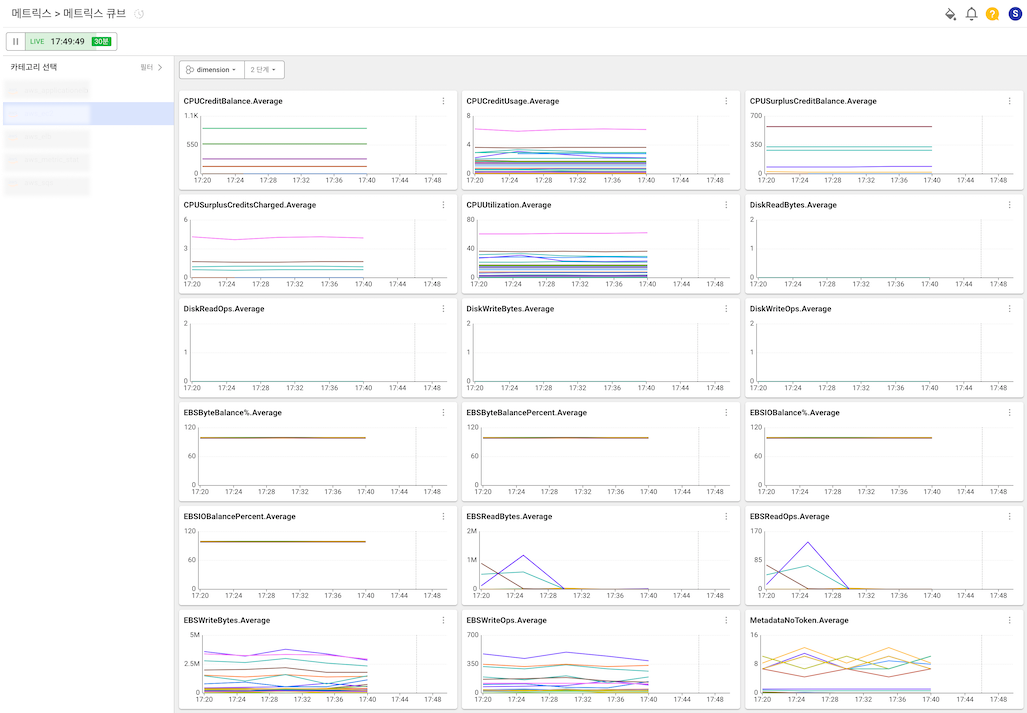 메트릭스 > 메트릭스 큐브
? S
LIVE 17:49:49 30분
카테고리 선택 필터
dimension 2 단계
CPUCreditBalance.Average
1.1K
550
0
17:20 17:24 17:28 17:32 17:36 17:40 17:44 17:48
CPUCreditUsage.Average
8
4
0
17:20 17:24 17:28 17:32 17:36 17:40 17:44 17:48
CPUSurplusCreditBalance.Average
700
350
0
17:20 17:24 17:28 17:32 17:36 17:40 17:44 17:48
CPUSurplusCreditsCharged.Average
6
3
0
17:20 17:24 17:28 17:32 17:36 17:40 17:44 17:48
CPUUtilization.Average
80
40
0
17:20 17:24 17:28 17:32 17:36 17:40 17:44 17:48
DiskReadBytes.Average
2
1
0
17:20 17:24 17:28 17:32 17:36 17:40 17:44 17:48
DiskReadOps.Average
2
1
0
17:20 17:24 17:28 17:32 17:36 17:40 17:44 17:48
DiskWriteBytes.Average
2
1
0
17:20 17:24 17:28 17:32 17:36 17:40 17:44 17:48
DiskWriteOps.Average
2
1
0
17:20 17:24 17:28 17:32 17:36 17:40 17:44 17:48
EBSByteBalance%.Average
120
60
0
17:20 17:24 17:28 17:32 17:36 17:40 17:44 17:48
EBSByteBalancePercent.Average
120
60
0
17:20 17:24 17:28 17:32 17:36 17:40 17:44 17:48
EBSIOBalance%.Average
120
60
0
17:20 17:24 17:28 17:32 17:36 17:40 17:44 17:48
EBSIOBalancePercent.Average
120
60
0
17:20 17:24 17:28 17:32 17:36 17:40 17:44 17:48
EBSReadBytes.Average
2M
1M
0
17:20 17:24 17:28 17:32 17:36 17:40 17:44 17:48
EBSReadOps.Average
170
85
0
17:20 17:24 17:28 17:32 17:36 17:40 17:44 17:48
EBSWriteBytes.Average
5M
2.5M
0
17:20 17:24 17:28 17:32 17:36 17:40 17:44 17:48
EBSWriteOps.Average
700
350
0
17:20 17:24 17:28 17:32 17:36 17:40 17:44 17:48
MetadataNoToken.Average
16
8
0
17:20 17:24 17:28 17:32 17:36 17:40 17:44 17:48